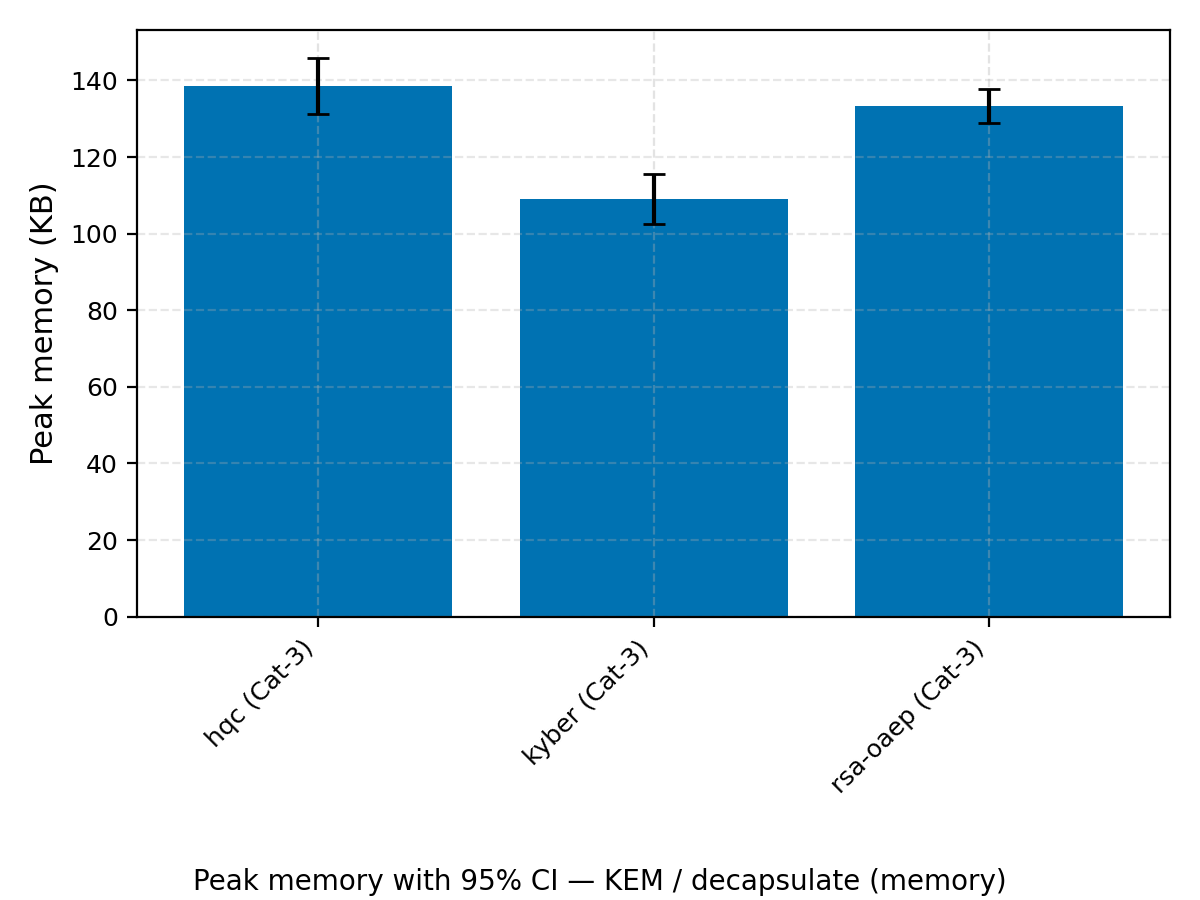 Peak memory (KB)
140
120
100
80
60
40
20
0
hqc (Cat-3)
kyber (Cat-3)
rsa-oaep (Cat-3)
Peak memory with 95% CI — KEM / decapsulate (memory)